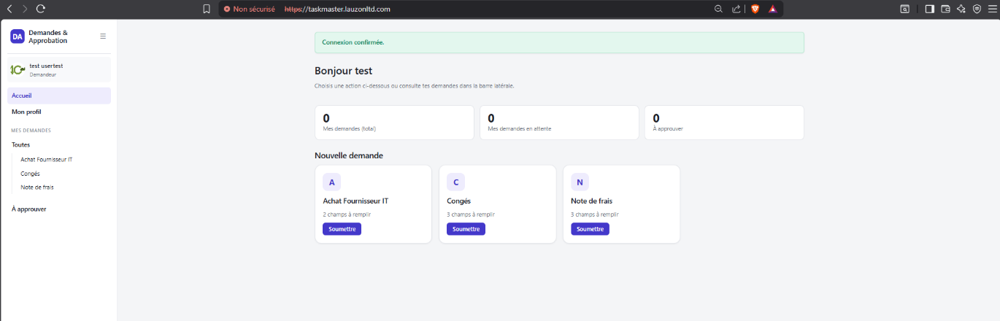 Non sécurisé https://taskmaster.lauzonltd.com
DA Demandes &
Approbation
test usertest
Demandeur
Accueil
Mon profil
MES DEMANDES
Toutes
Achat Fournisseur IT
Congés
Note de frais
À approuver
Connexion confirmée.
Bonjour test
Choisis une action ci-dessous ou consulte tes demandes dans la barre latérale.
0
Mes demandes (total)
0
Mes demandes en attente
0
À approuver
Nouvelle demande
A
Achat Fournisseur IT
2 champs à remplir
Soumettre
C
Congés
3 champs à remplir
Soumettre
N
Note de frais
3 champs à remplir
Soumettre